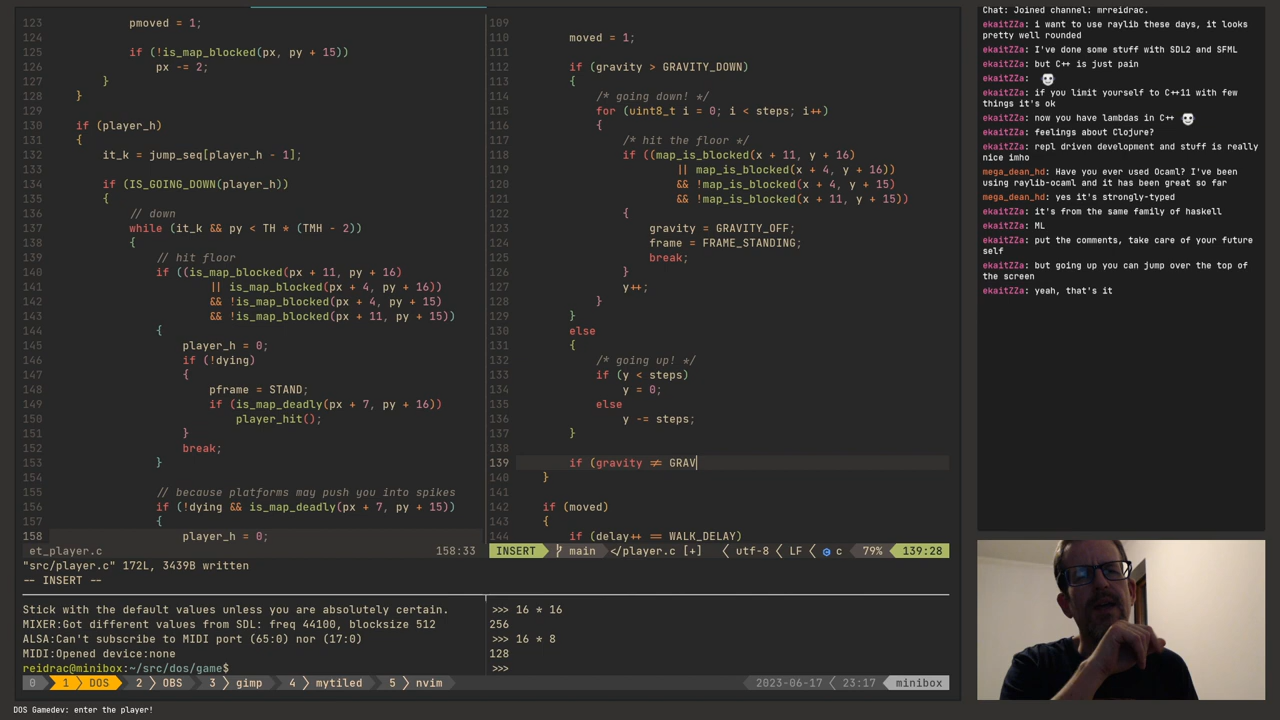 123 pmoved = 1;
124
125 if (!is_map_blocked(px, py + 15))
126 px -= 2;
127 }
128 }
129
130 if (player_h)
131 {
132 it_k = jump_seq[player_h - 1];
133
134 if (IS_GOING_DOWN(player_h))
135 {
136 // down
137 while (it_k && py < TH * (TMH - 2))
138 {
139 // hit floor
140 if ((is_map_blocked(px + 11, py + 16)
141 || is_map_blocked(px + 4, py + 16))
142 && !is_map_blocked(px + 4, py + 15)
143 && !is_map_blocked(px + 11, py + 15))
144 {
145 player_h = 0;
146 if (!dying)
147 {
148 pframe = STAND;
149 if (is_map_deadly(px + 7, py + 16))
150 player_hit();
151 }
152 break;
153 }
154
155 // because platforms may push you into spikes
156 if (!dying && is_map_deadly(px + 7, py + 15))
157 {
158 player_h = 0;
et_player.c 158:33
"src/player.c" 172L, 3439B written
-- INSERT --
109
110 moved = 1;
111
112 if (gravity > GRAVITY_DOWN)
113 {
114 /* going down! */
115 for (uint8_t i = 0; i < steps; i++)
116 {
117 /* hit the floor */
118 if ((map_is_blocked(x + 11, y + 16)
119 || map_is_blocked(x + 4, y + 16))
120 && !map_is_blocked(x + 4, y + 15)
121 && !map_is_blocked(x + 11, y + 15))
122 {
123 gravity = GRAVITY_OFF;
124 frame = FRAME_STANDING;
125 break;
126 }
127 y++;
128 }
129 }
130 else
131 {
132 /* going up! */
133 if (y < steps)
134 y = 0;
135 else
136 y -= steps;
137 }
138
139 if (gravity ≠ GRAV
140 }
141
142 if (moved)
143 {
144 if (delay++ == WALK_DELAY)
INSERT main </player.c [+] utf-8 LF c 79% 139:28
Stick with the default values unless you are absolutely certain.
MIXER:Got different values from SDL: freq 44100, blocksize 512
ALSA:Can't subscribe to MIDI port (65:0) nor (17:0)
MIDI:Opened device:none
reidrac@minibox:~/src/dos/game$
>>> 16 * 16
256
>>> 16 * 8
128
>>>
0 1 DOS 2 OBS 3 gimp 4 mytiled 5 nvim 2023-06-17 23:17 minibox
DOS Gamedev: enter the player!
Chat: Joined channel: mrreidrac.
ekaitZZa: i want to use raylib these days, it looks
pretty well rounded
ekaitZZa: I've done some stuff with SDL2 and SFML
ekaitZZa: but C++ is just pain
ekaitZZa:
ekaitZZa: if you limit yourself to C++11 with few
things it's ok
ekaitZZa: now you have lambdas in C++
ekaitZZa: feelings about Clojure?
ekaitZZa: repl driven development and stuff is really
nice imho
mega_dean_hd: Have you ever used Ocaml? I've been
using raylib-ocaml and it has been great so far
mega_dean_hd: yes it's strongly-typed
ekaitZZa: it's from the same family of haskell
ekaitZZa: ML
ekaitZZa: put the comments, take care of your future
self
ekaitZZa: but going up you can jump over the top of
the screen
ekaitZZa: yeah, that's it